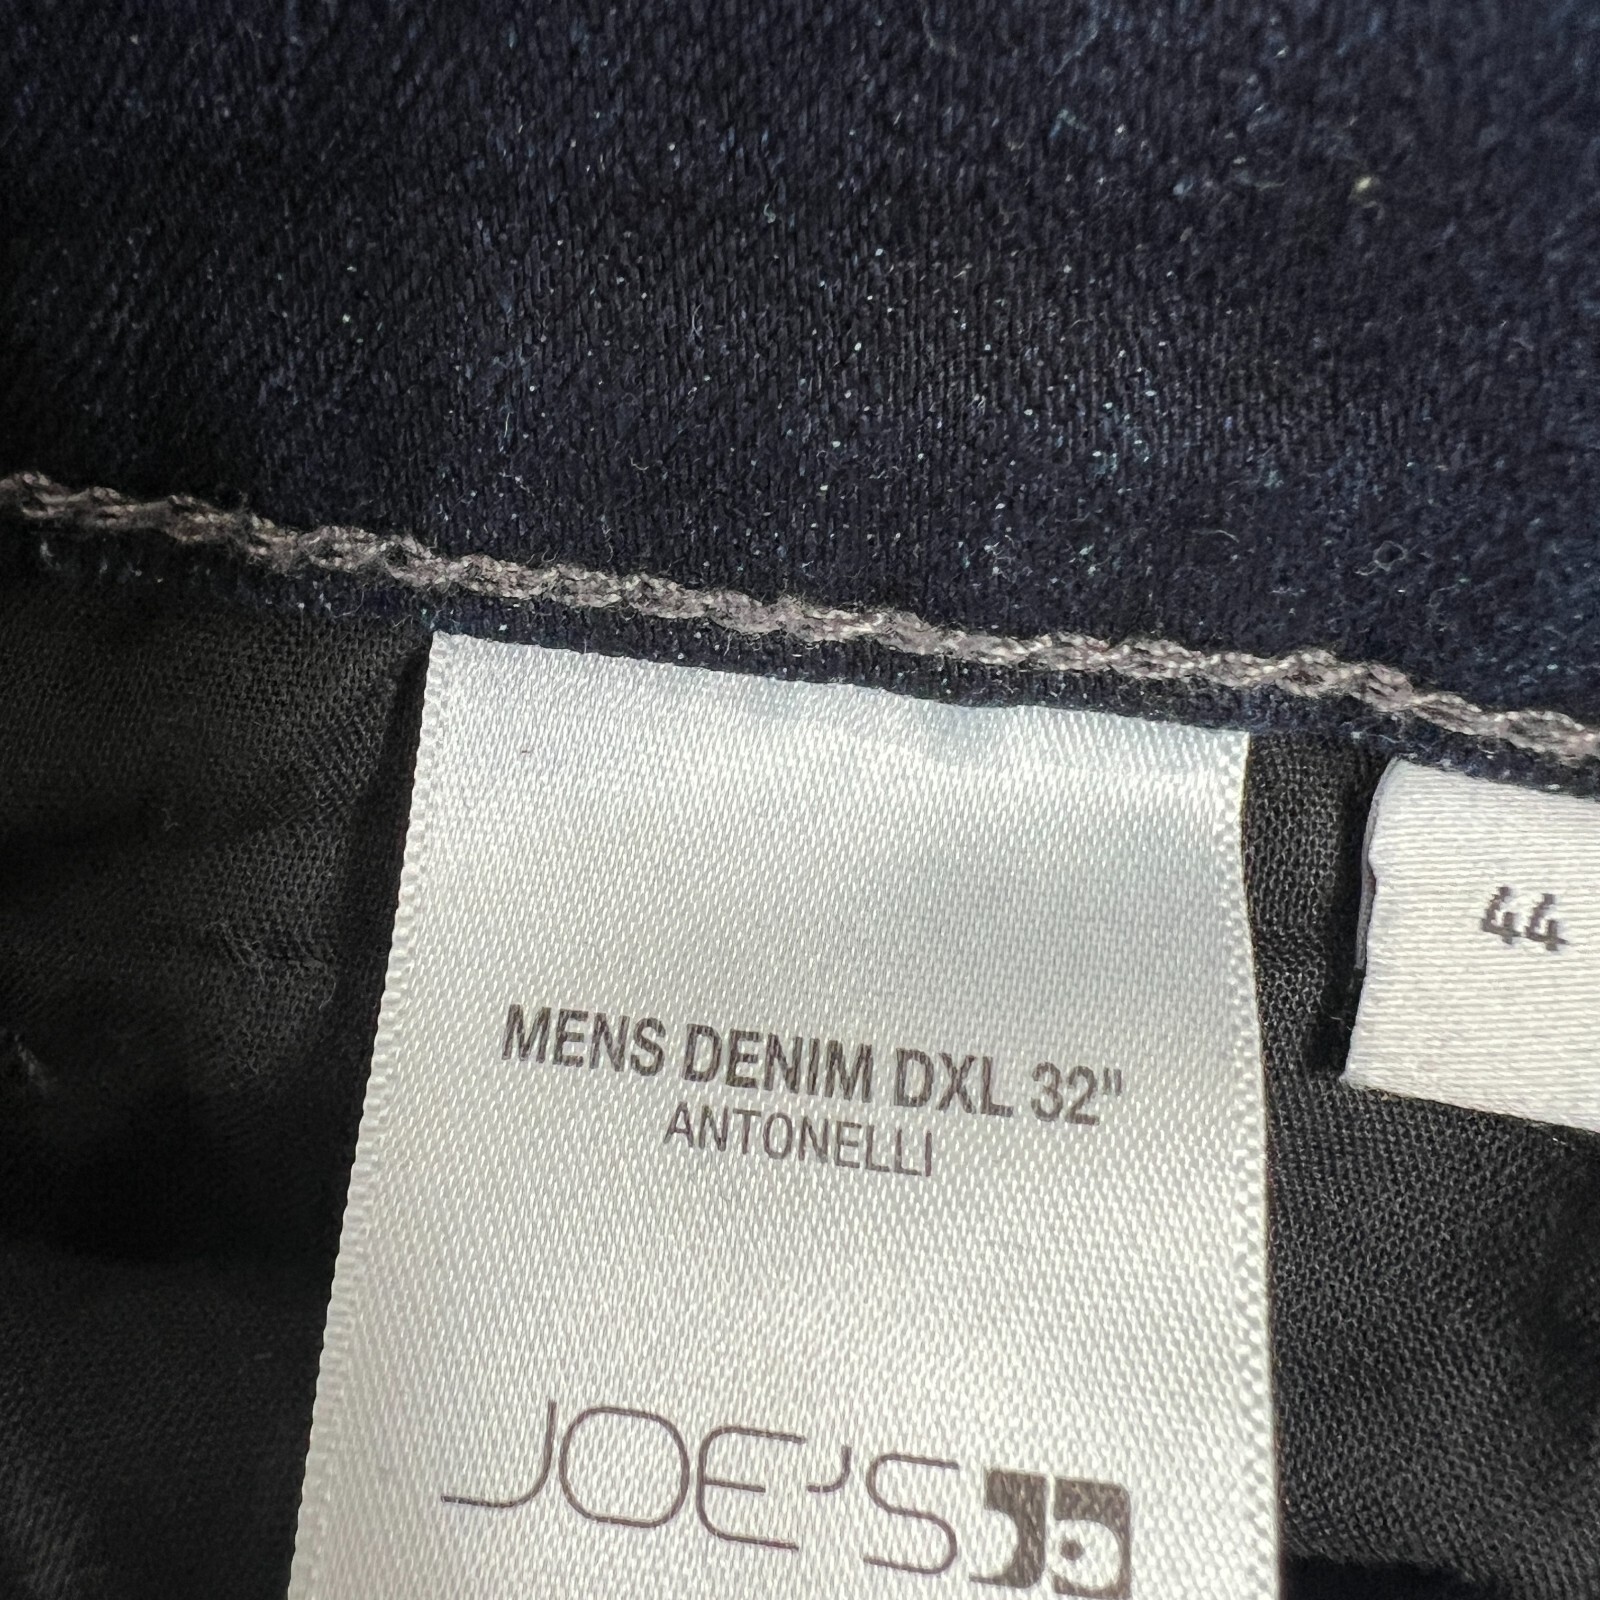 44
MENS DENIM DXL 32"
ANTONELLI
JOE'S